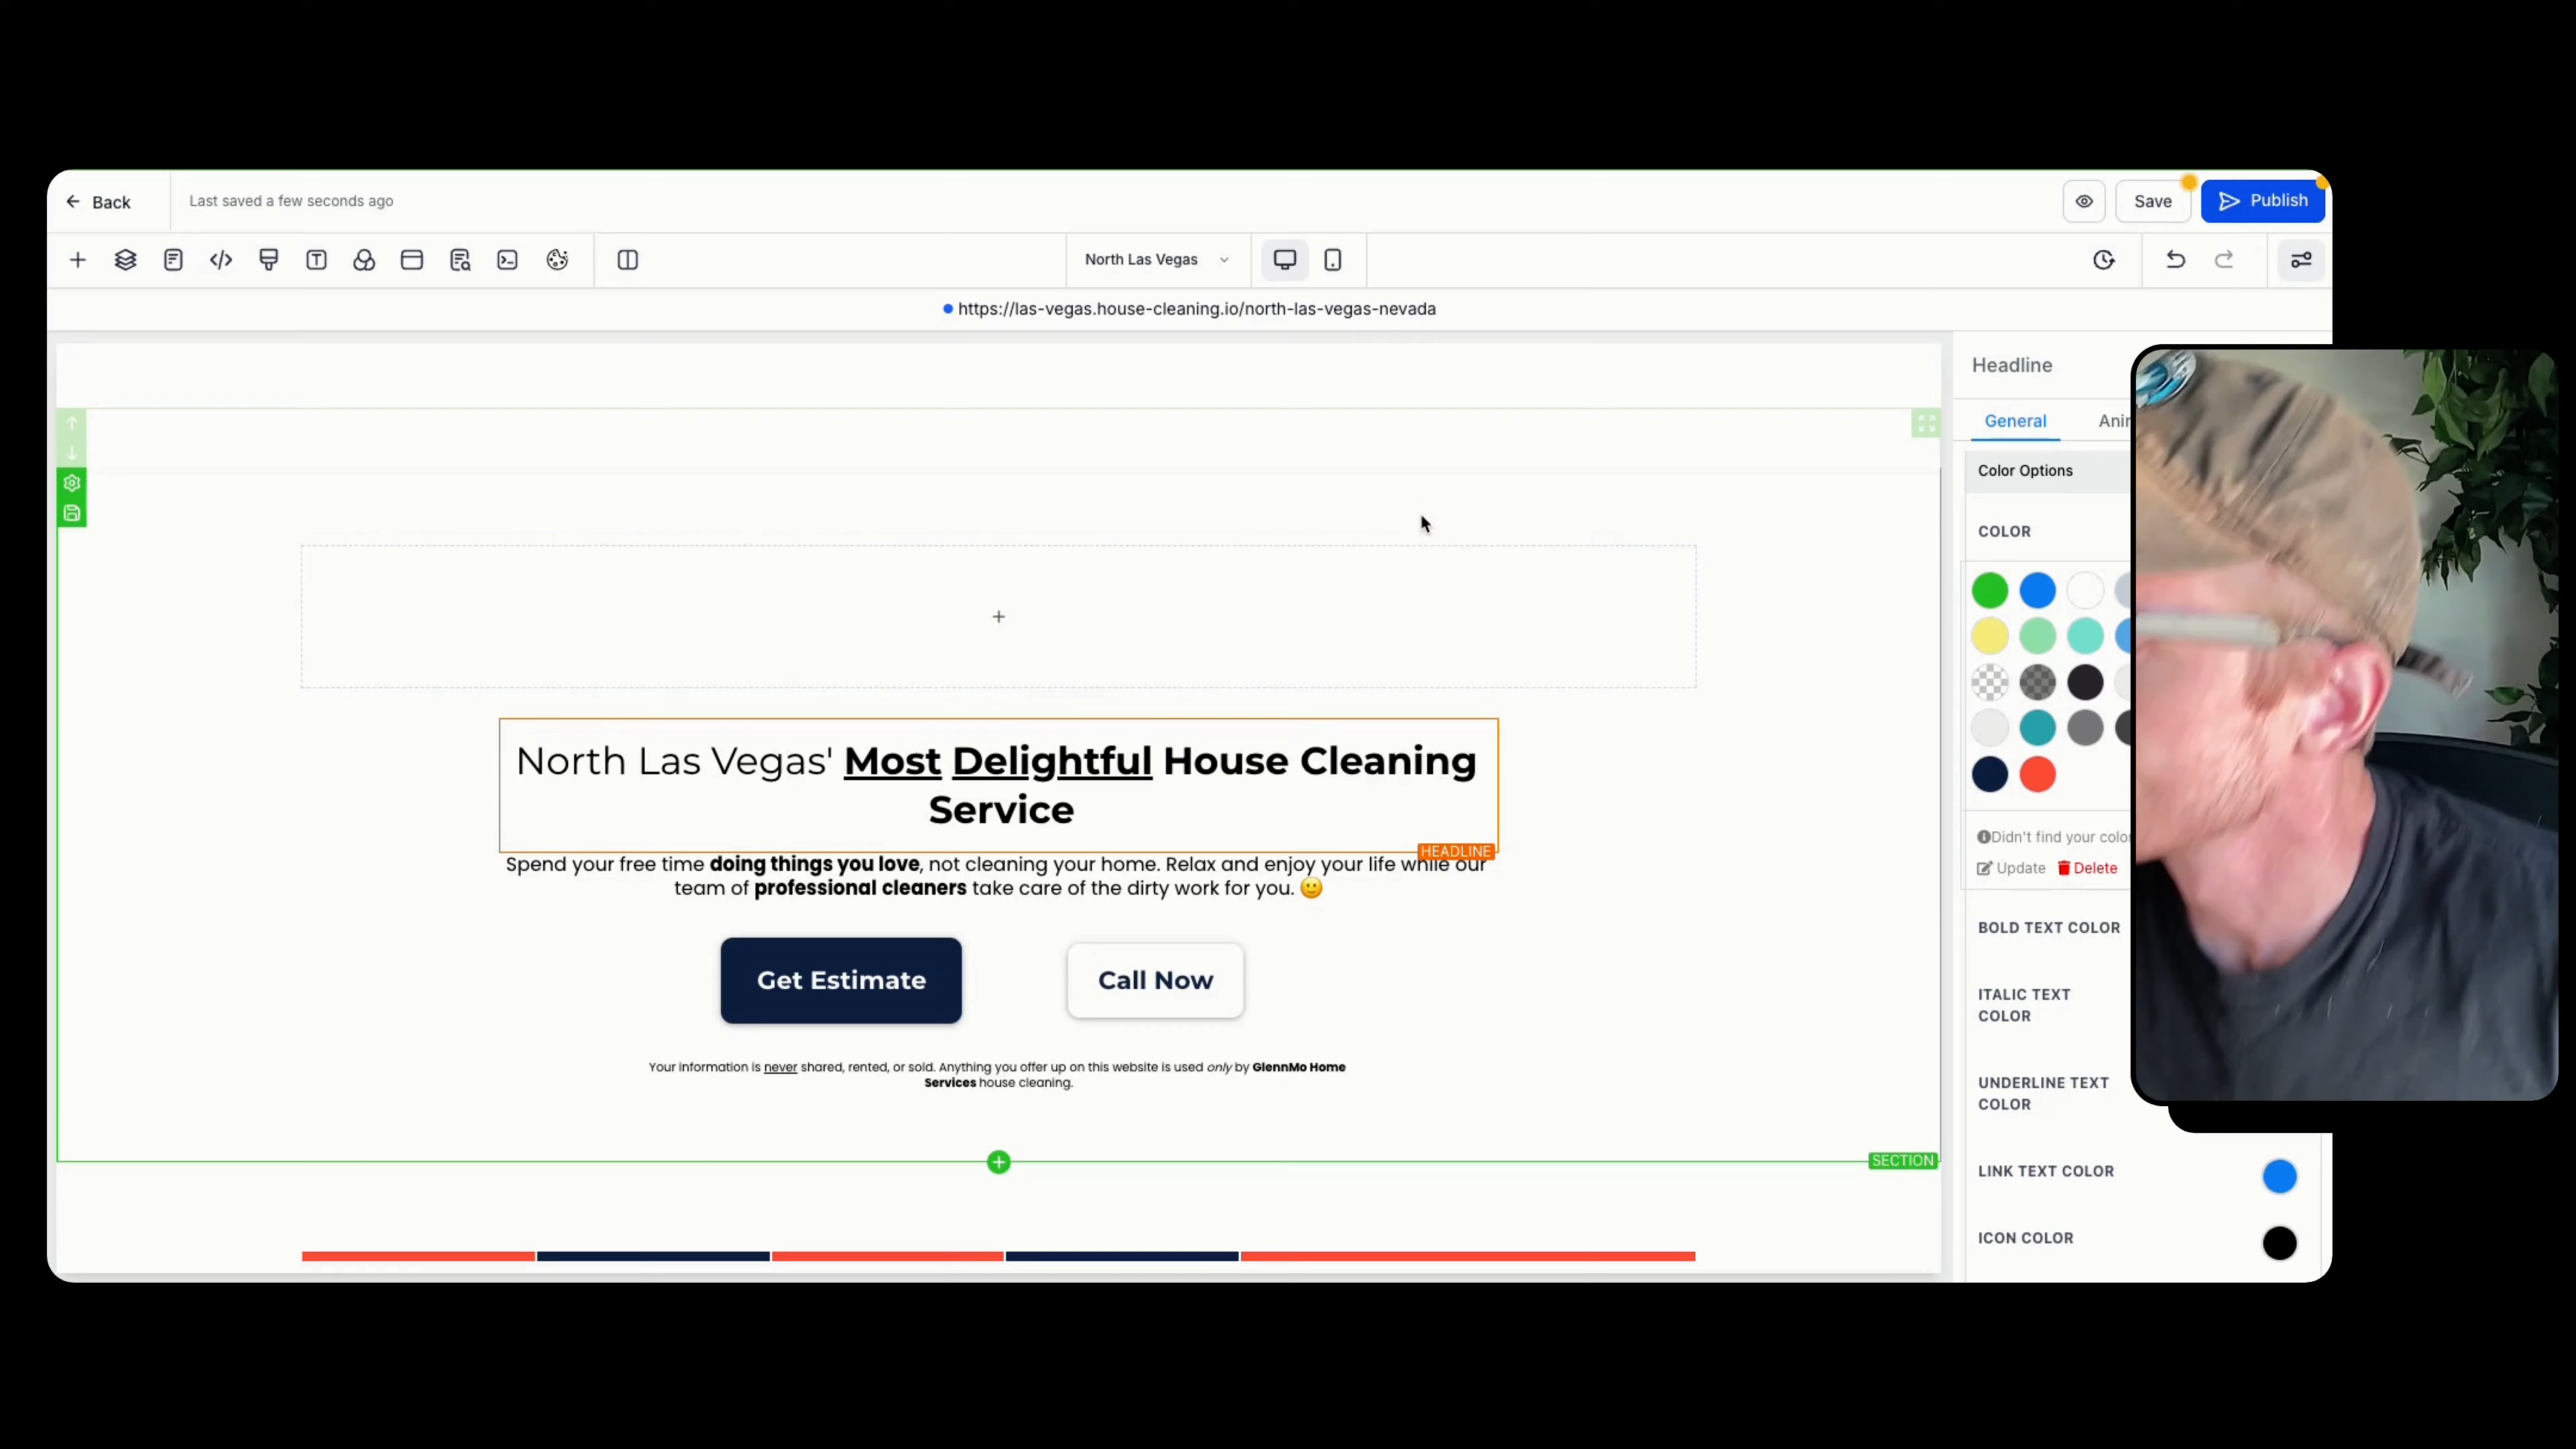 Back
Last saved a few seconds ago
Save
Publish
North Las Vegas
https://las-vegas.house-cleaning.io/north-las-vegas-nevada
Headline
General
Color Options
COLOR
North Las Vegas' Most Delightful House Cleaning
Service
HEADLINE
Spend your free time doing things you love, not cleaning your home. Relax and enjoy your life while our
team of professional cleaners take care of the dirty work for you. 🙂
Get Estimate
Call Now
Your information is never shared, rented, or sold. Anything you offer up on this website is used only by GlennMo Home
Services house cleaning.
SECTION
Didn't find your
Update
Delete
BOLD TEXT COLOR
ITALIC TEXT
COLOR
UNDERLINE TEXT
COLOR
LINK TEXT COLOR
ICON COLOR